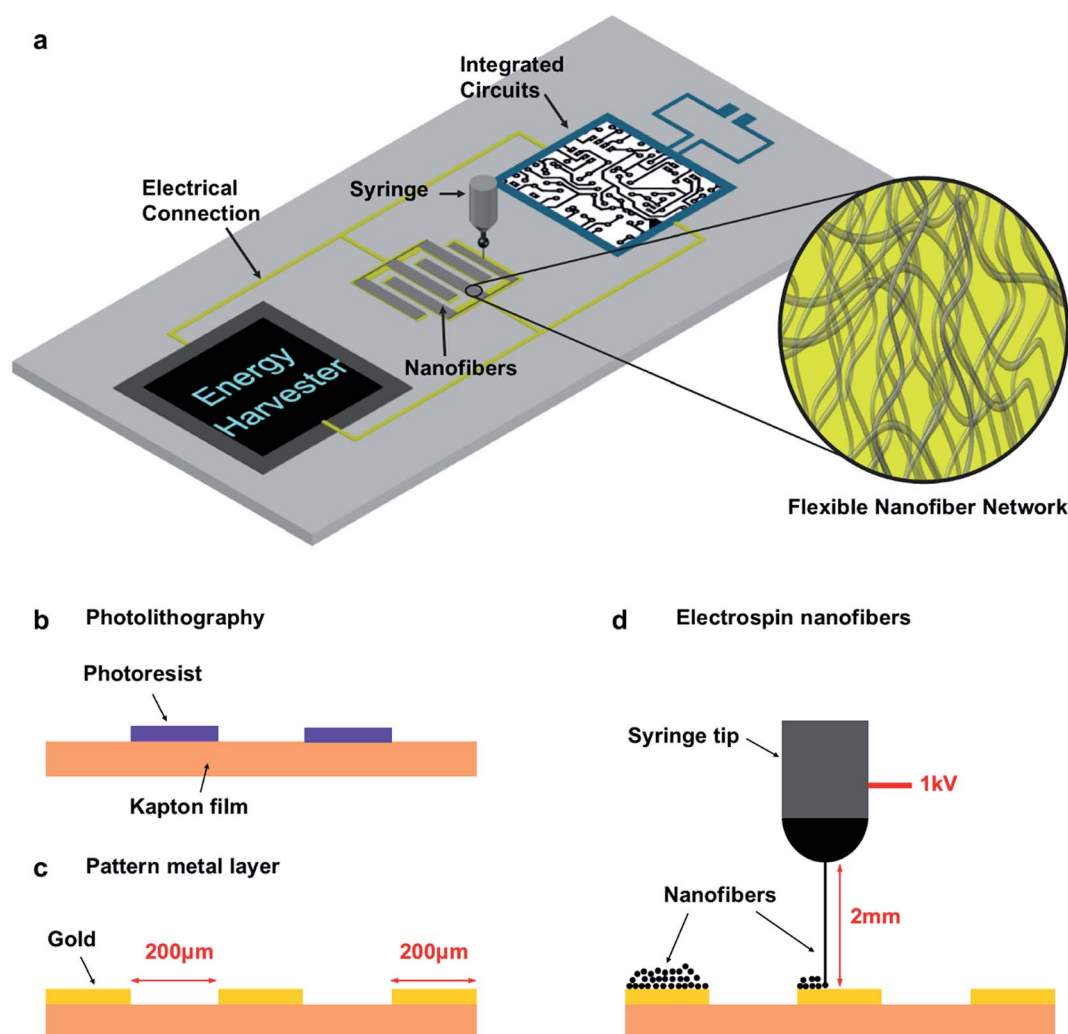 a
Integrated
Circuits
Electrical
Connection
Syringe
Nanofibers
Energy
Harvester
Flexible Nanofiber Network
b Photolithography
Photoresist
Kapton film
c Pattern metal layer
Gold
200μm
200μm
d Electrospin nanofibers
Syringe tip
1kV
Nanofibers
2mm